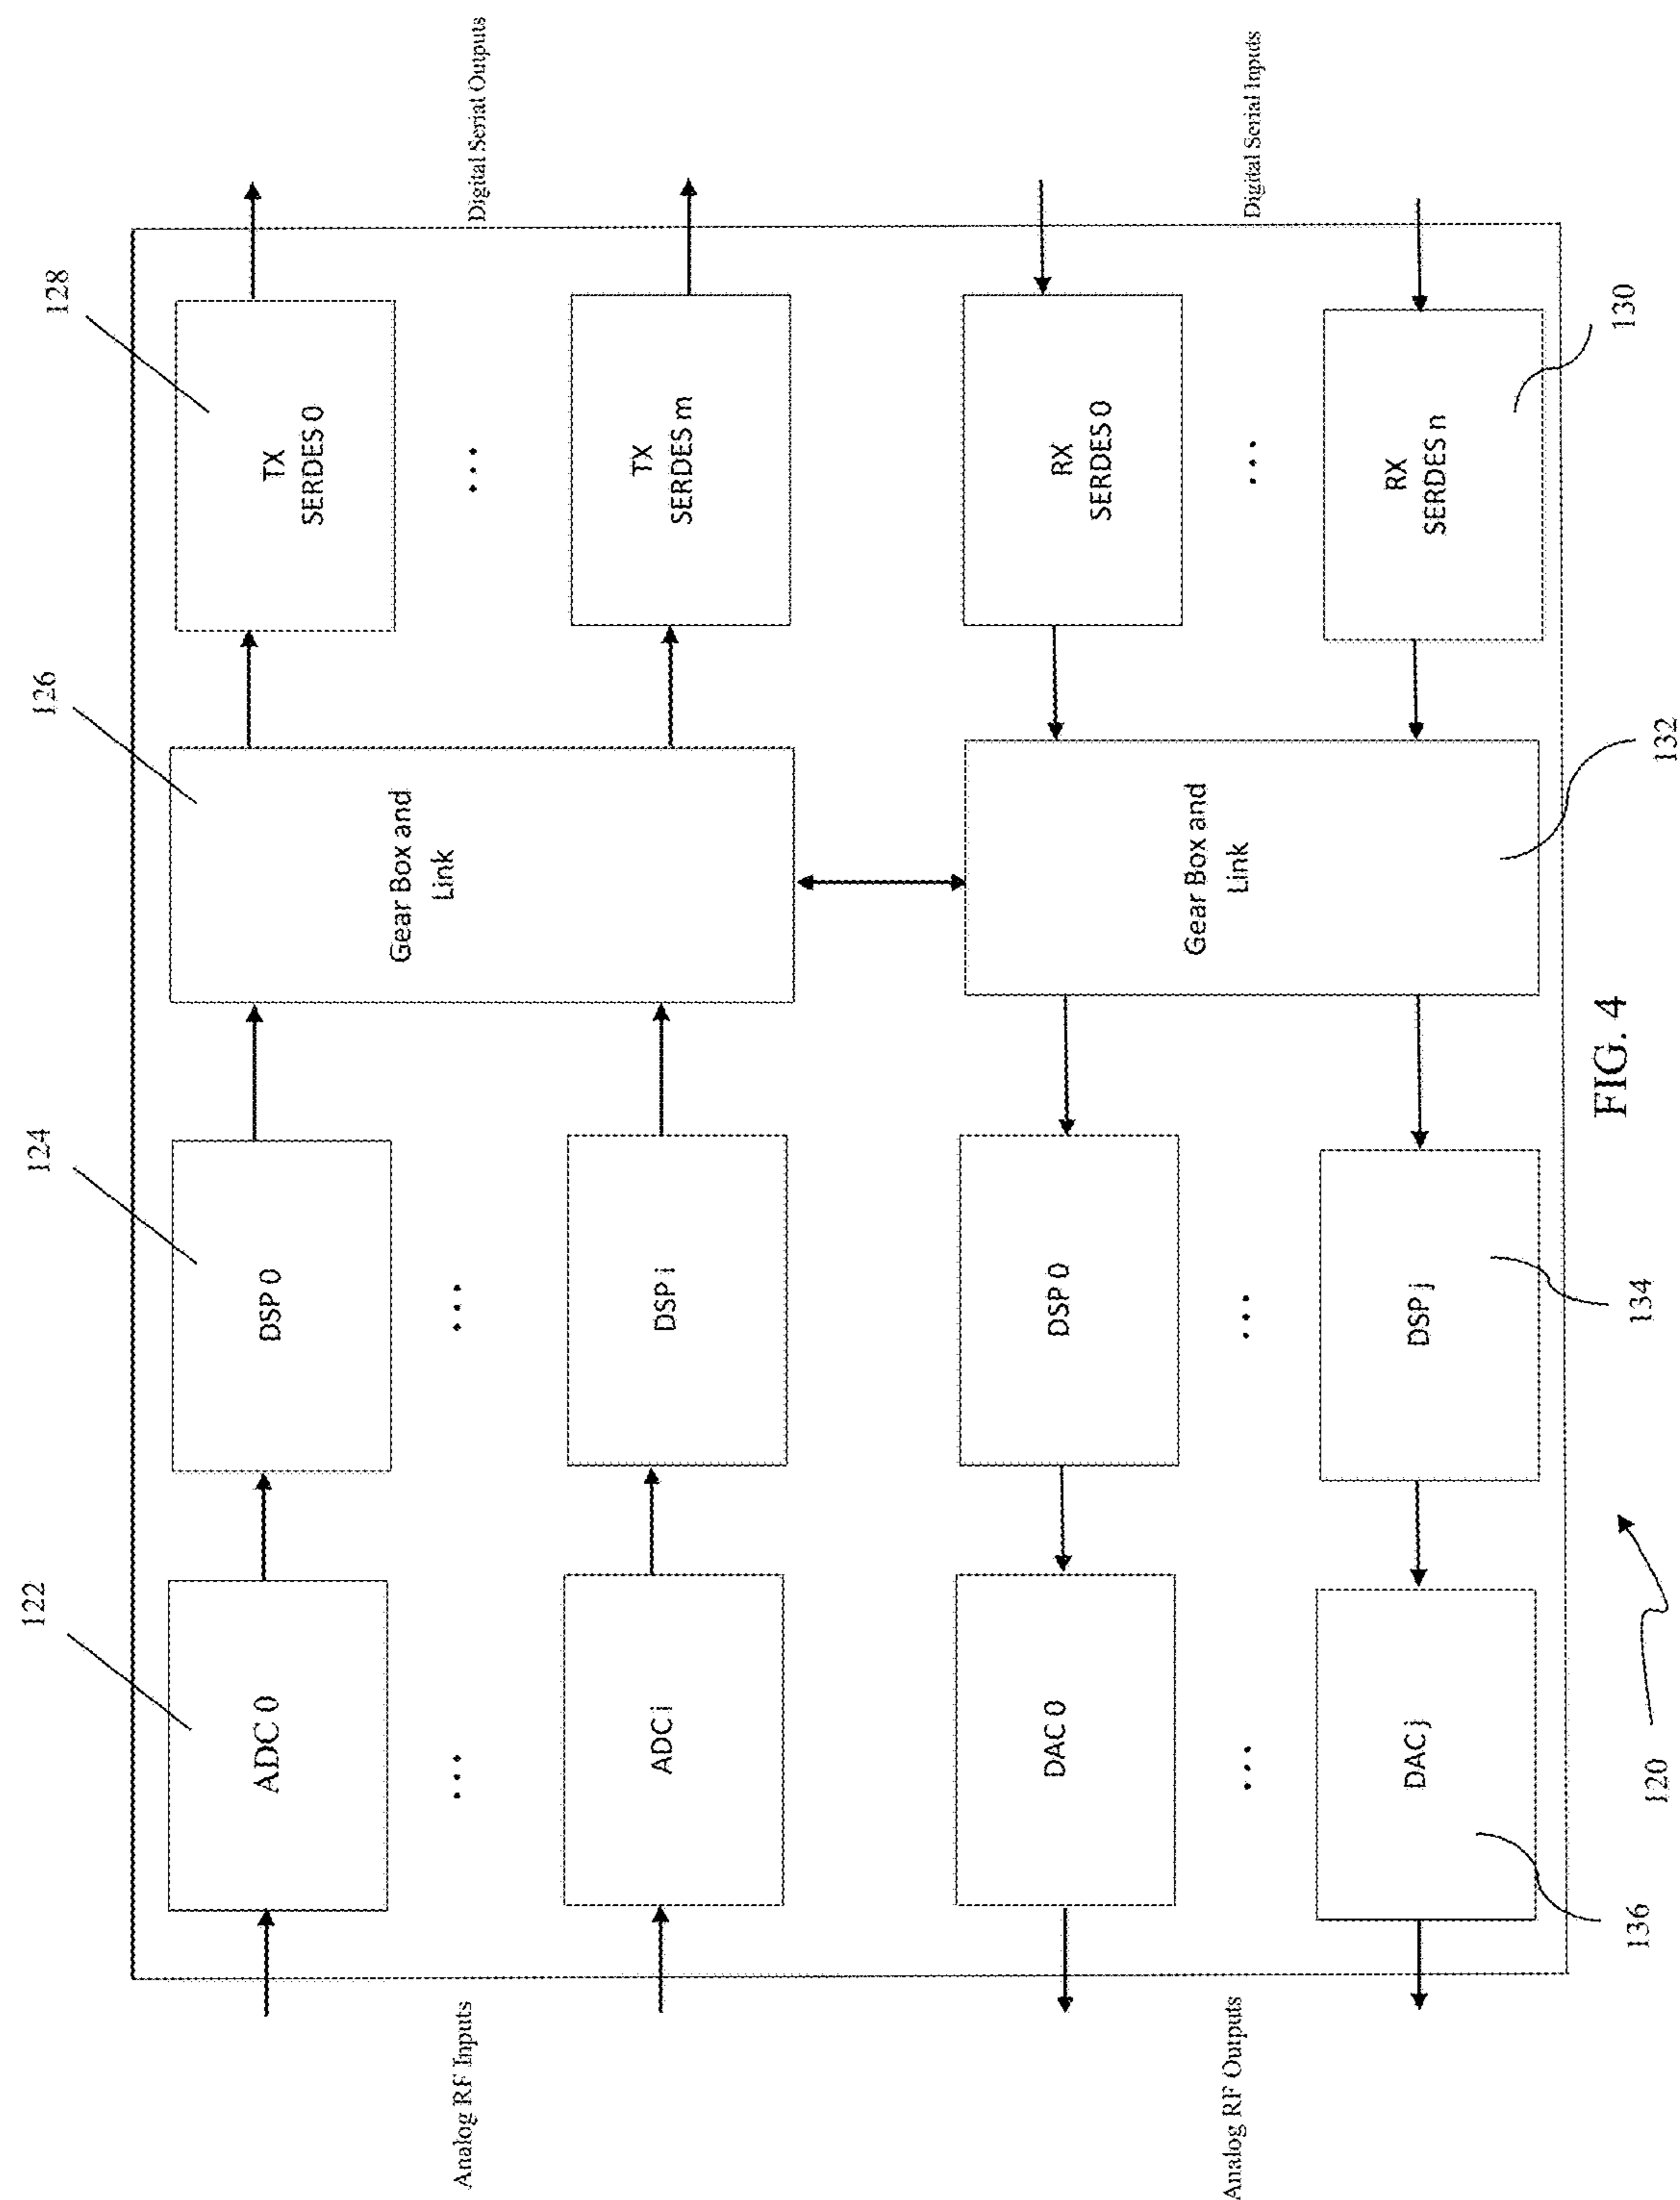 122
124
126
128
Analog RF Inputs
ADC 0
DSP 0
Gear Box and
Link
TX
SERDES 0
Digital Serial Outputs
...
...
...
ADC i
DSP i
TX
SERDES m
DAC 0
DSP 0
Gear Box and
Link
RX
SERDES 0
Analog RF Outputs
...
...
...
Digital Serial Inputs
DAC j
DSP j
RX
SERDES n
136
134
132
130
120
FIG. 4